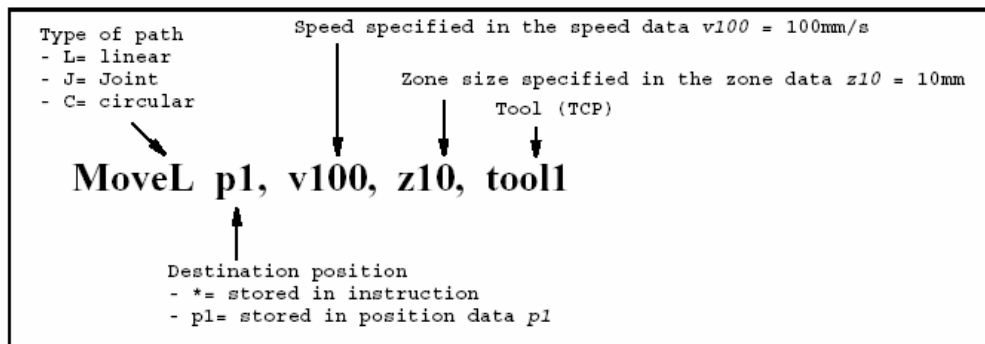 Type of path
- L= linear
- J= Joint
- C= circular
Speed specified in the speed data v100 = 100mm/s
Zone size specified in the zone data z10 = 10mm
Tool (TCP)
MoveL p1, v100, z10, tool1
Destination position
- *= stored in instruction
- p1= stored in position data p1